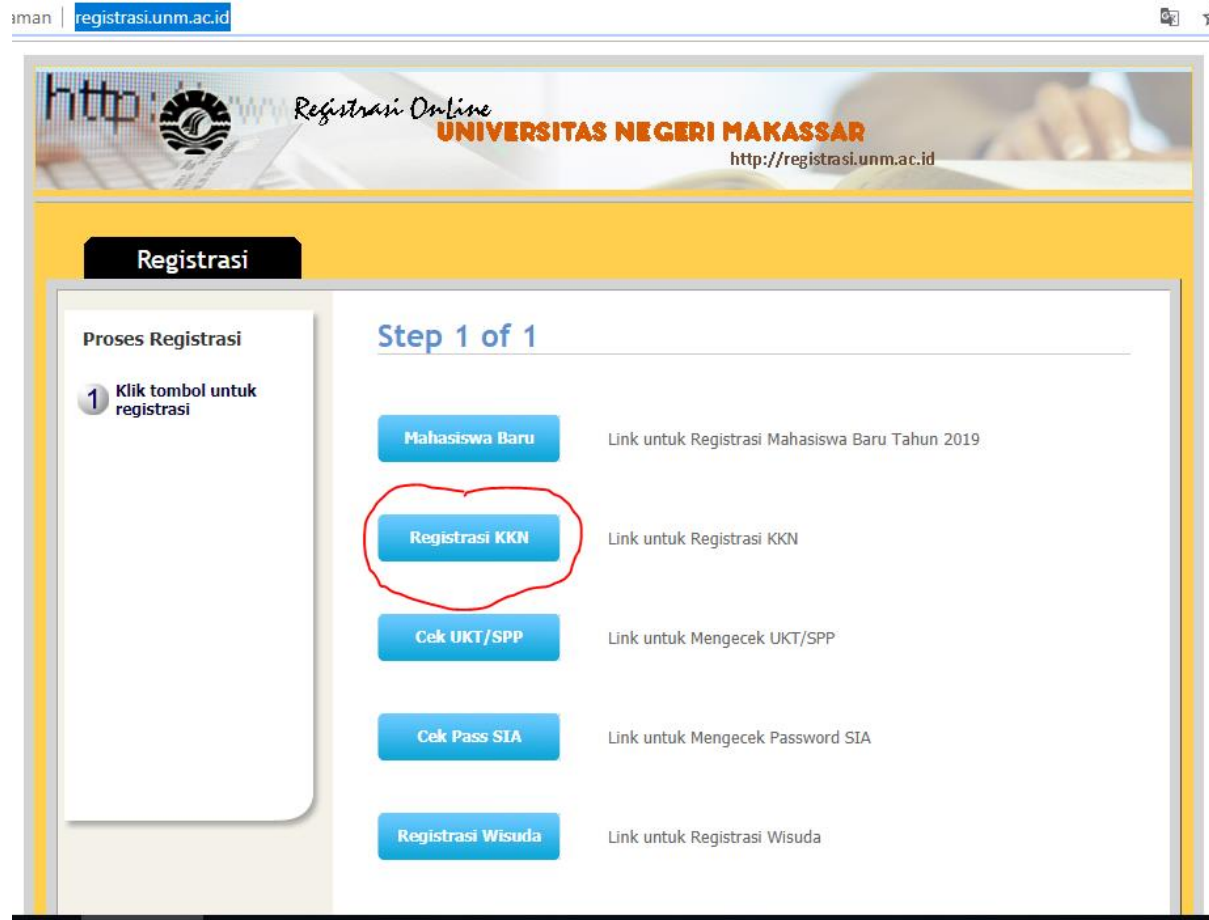 aman | registrasi.unm.ac.id
http://www
Registrasi OnLine
UNIVERSITAS NEGERI MAKASSAR
http://registrasi.unm.ac.id
Registrasi
Proses Registrasi
1 Klik tombol untuk
registrasi
Step 1 of 1
Mahasiswa Baru Link untuk Registrasi Mahasiswa Baru Tahun 2019
Registrasi KKN Link untuk Registrasi KKN
Cek UKT/SPP Link untuk Mengecek UKT/SPP
Cek Pass SIA Link untuk Mengecek Password SIA
Registrasi Wisuda Link untuk Registrasi Wisuda